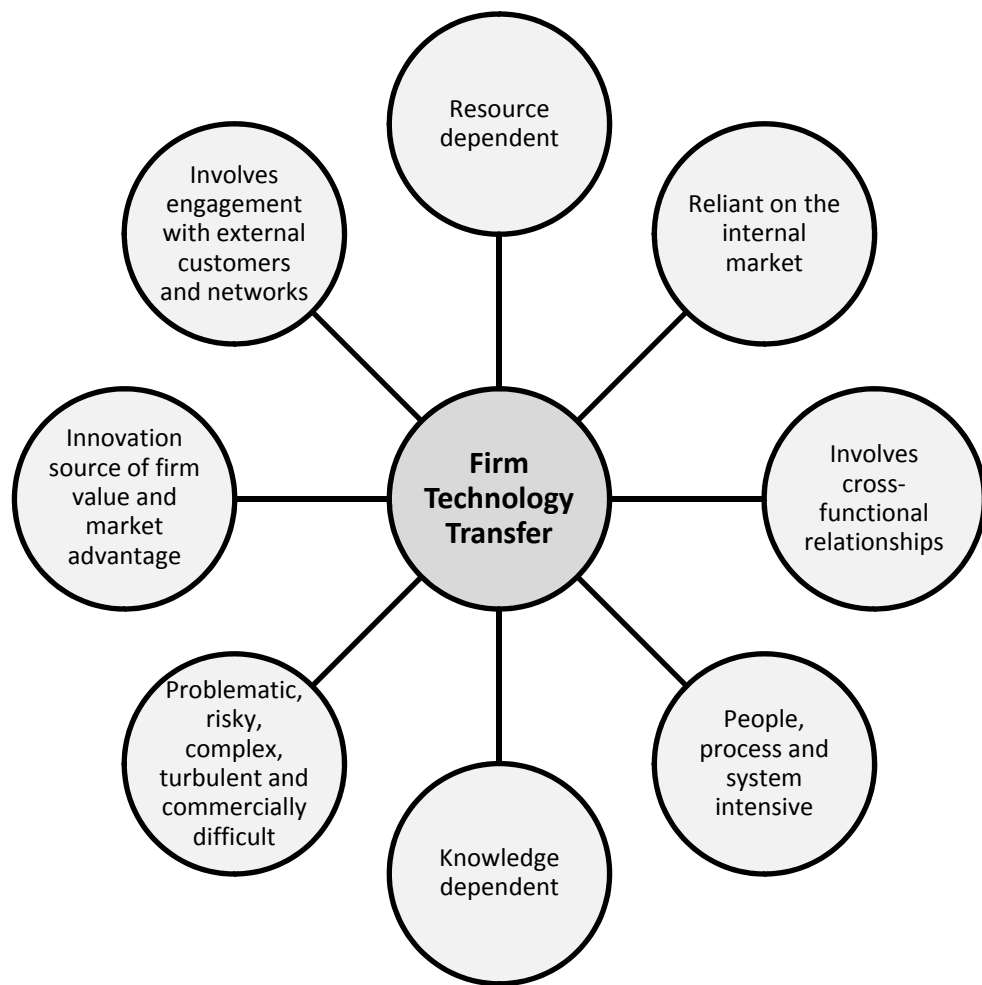 Resource
dependent
Reliant on the
internal
market
Involves
cross-
functional
relationships
People,
process and
system
intensive
Knowledge
dependent
Problematic,
risky,
complex,
turbulent and
commercially
difficult
Innovation
source of firm
value and
market
advantage
Involves
engagement
with external
customers
and networks
Firm
Technology
Transfer